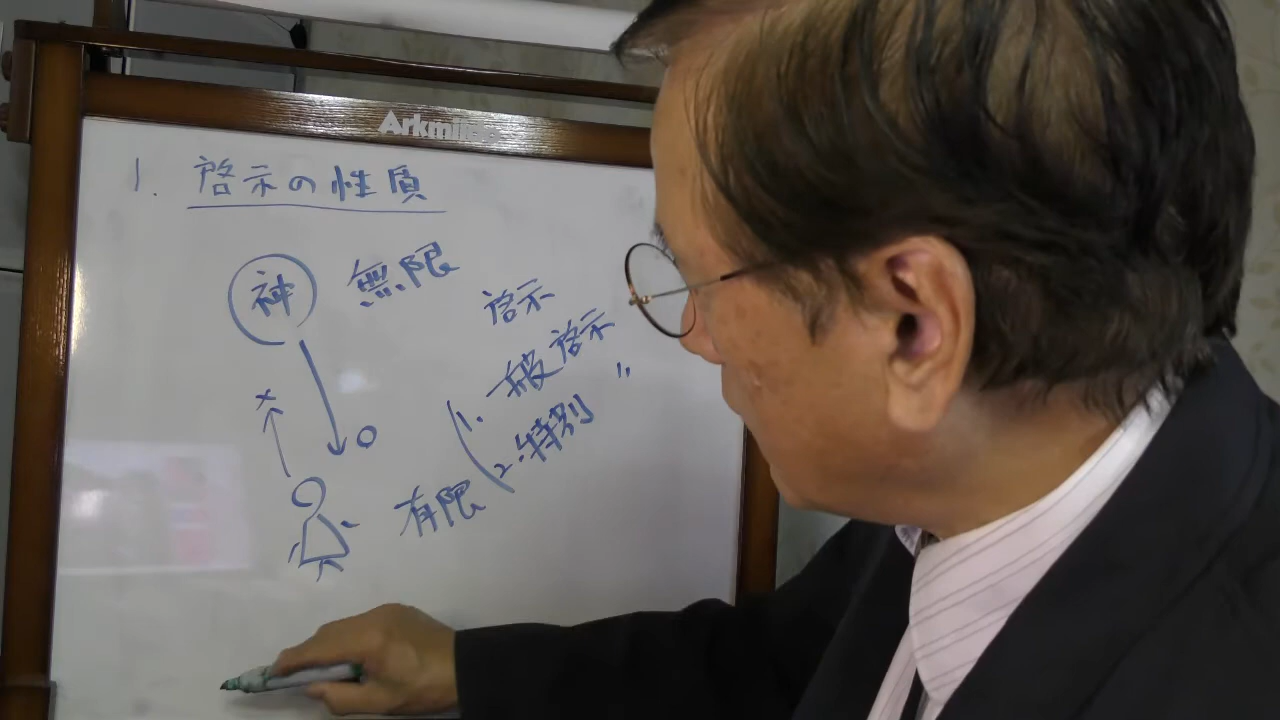 Arkmi
1. 啓示の性質
神 無限
啓示
1. 一般啓示
2. 特別 〃
× ○
有限